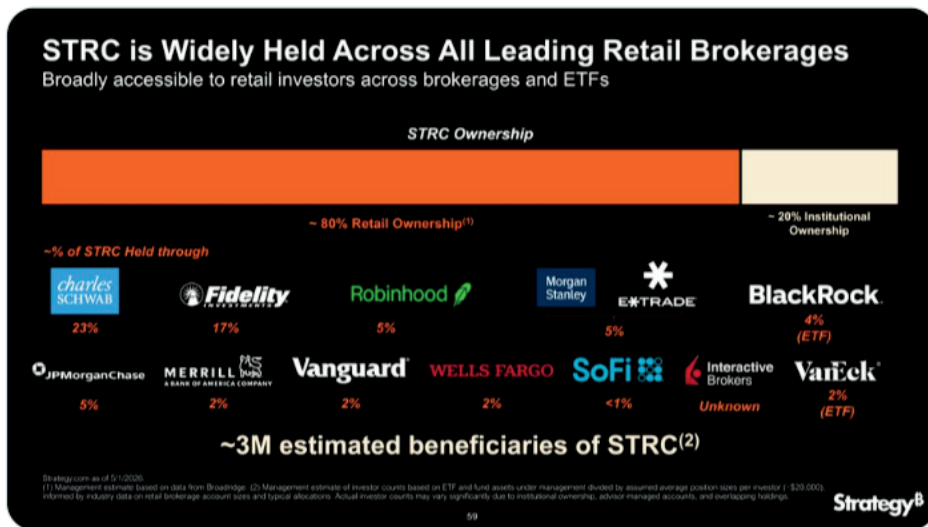 STRC is Widely Held Across All Leading Retail Brokerages
Broadly accessible to retail investors across brokerages and ETFs
STRC Ownership
~ 80% Retail Ownership(1)
~ 20% Institutional
Ownership
~% of STRC Held through
charles
SCHWAB
23%
Fidelity
INVESTMENTS
17%
Robinhood
5%
Morgan
Stanley
E*TRADE
5%
BlackRock.
4%
(ETF)
JPMorganChase
5%
MERRILL
A BANK OF AMERICA COMPANY
2%
Vanguard
2%
WELLS FARGO
2%
SoFi
<1%
Interactive
Brokers
Unknown
VanEck
2%
(ETF)
~3M estimated beneficiaries of STRC(2)
Strategy.com as of 5/1/2026.
(1) Management estimate based on data from Broadridge. (2) Management estimate of investor counts based on ETF and fund assets under management divided by assumed average position sizes per investor (~$20,000),
informed by industry data on retail brokerage account sizes and typical allocations. Actual investor counts may vary significantly due to institutional ownership, advisor-managed accounts, and overlapping holdings.
StrategyB
59